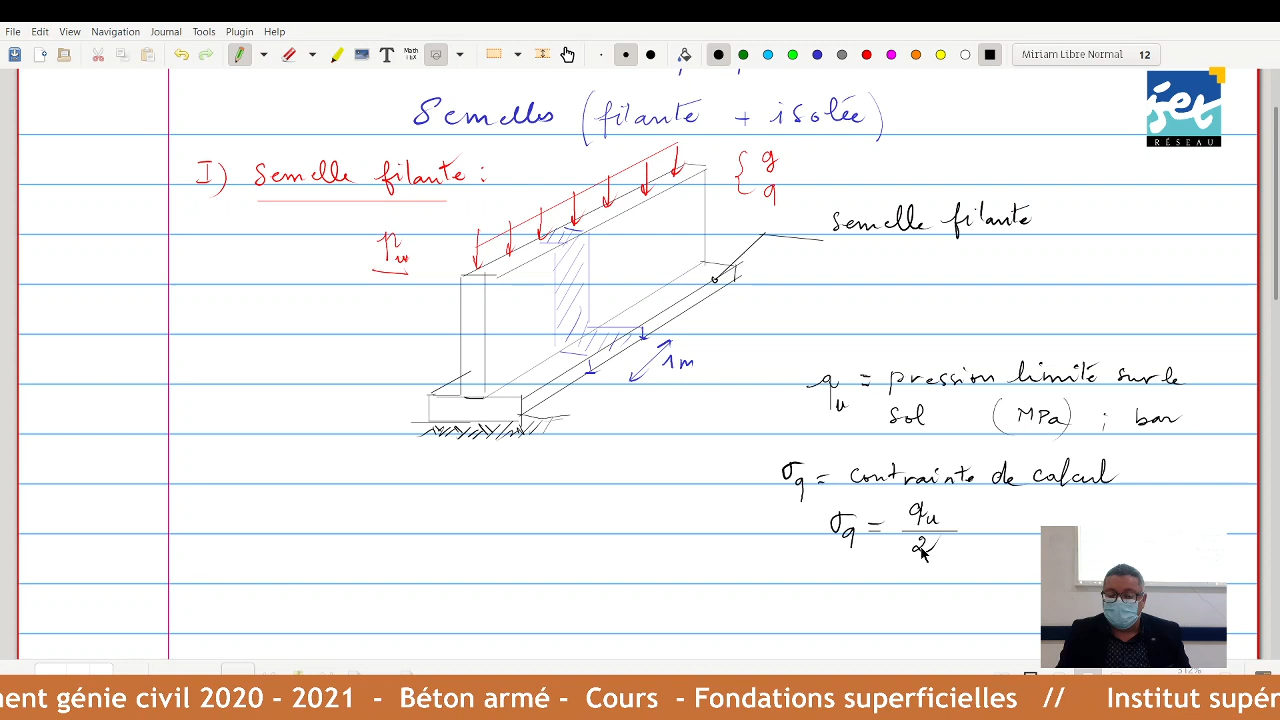 File Edit View Navigation Journal Tools Plugin Help
Miriam Libre Normal 12
Semelles (filante + isolée)
iset
RÉSEAU
I) Semelle filante :
g
q
semelle filante
Pu
1m
qu = pression limite sur le
sol (MPa) ; bar
σq = contrainte de calcul
σq = qu / 2
ment génie civil 2020 - 2021 - Béton armé - Cours - Fondations superficielles // Institut supér